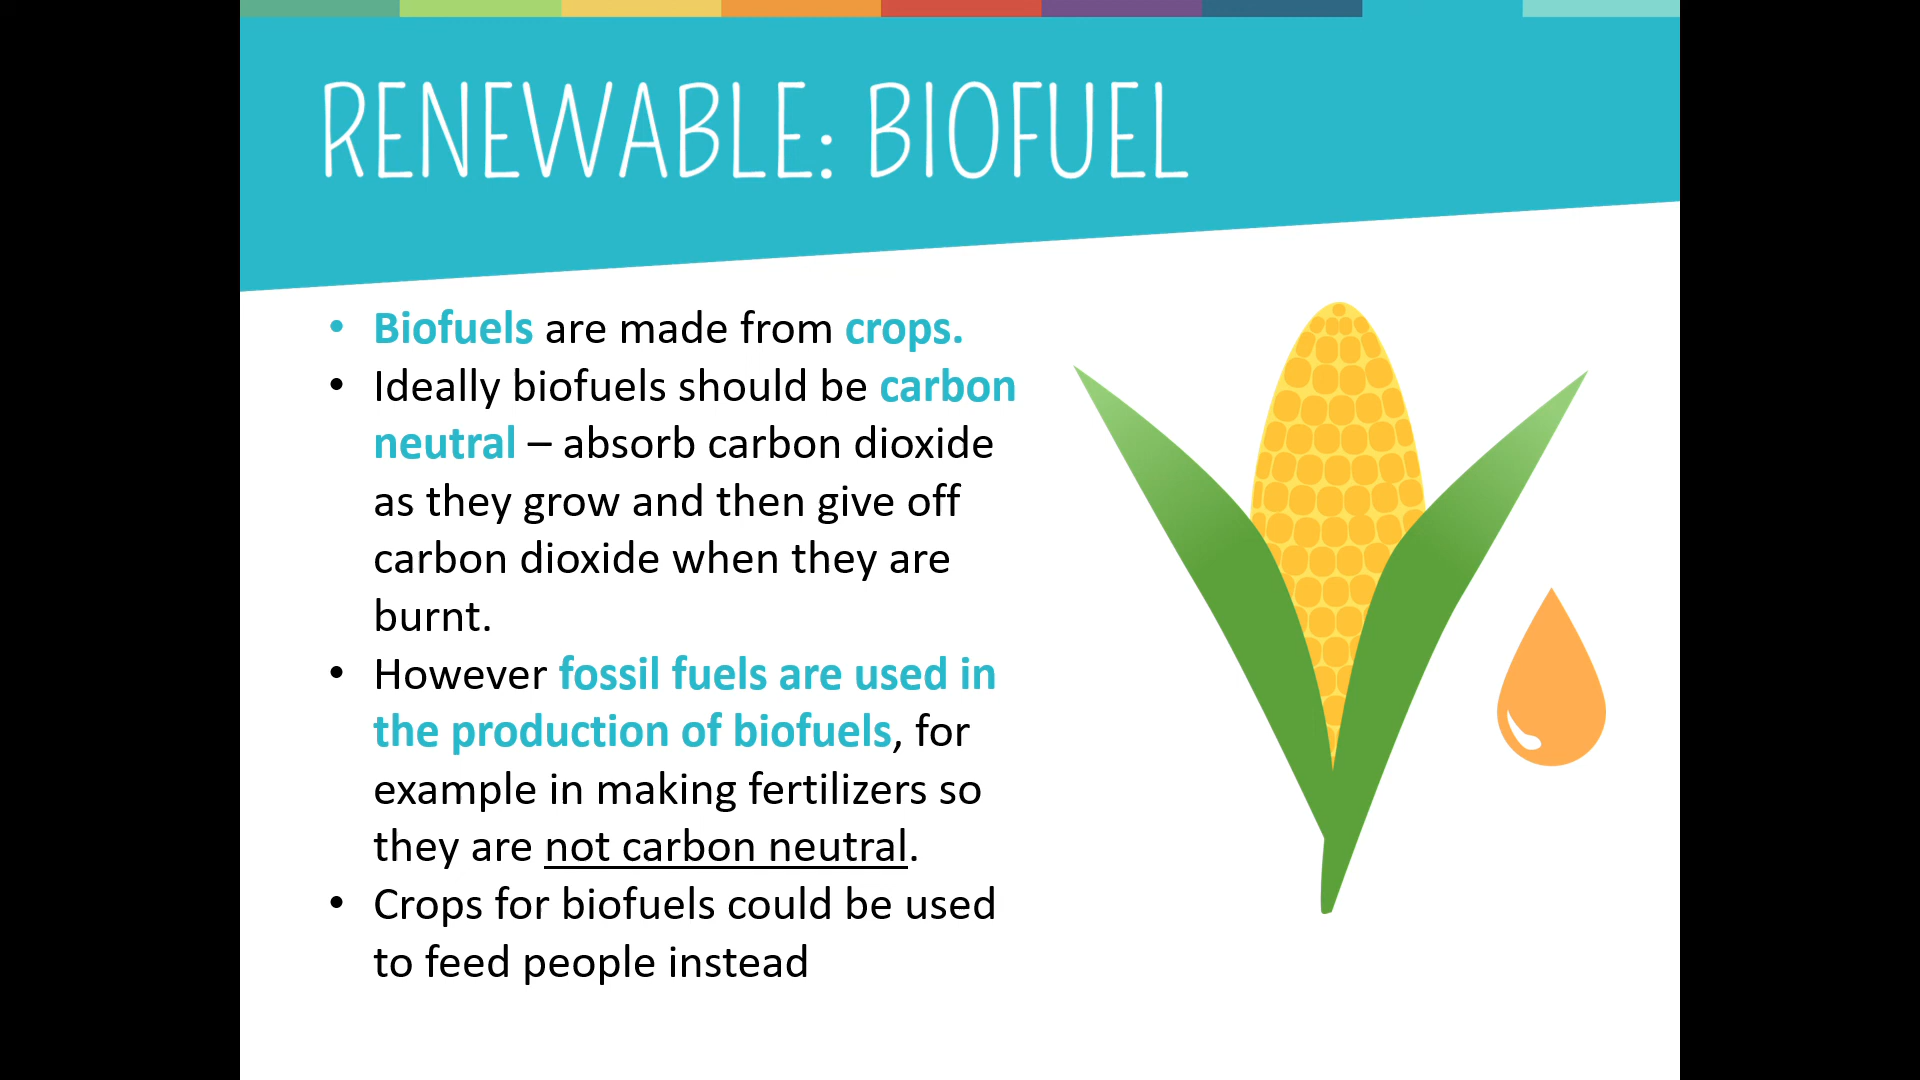 RENEWABLE: BIOFUEL
• Biofuels are made from crops.
• Ideally biofuels should be carbon
neutral – absorb carbon dioxide
as they grow and then give off
carbon dioxide when they are
burnt.
• However fossil fuels are used in
the production of biofuels, for
example in making fertilizers so
they are not carbon neutral.
• Crops for biofuels could be used
to feed people instead